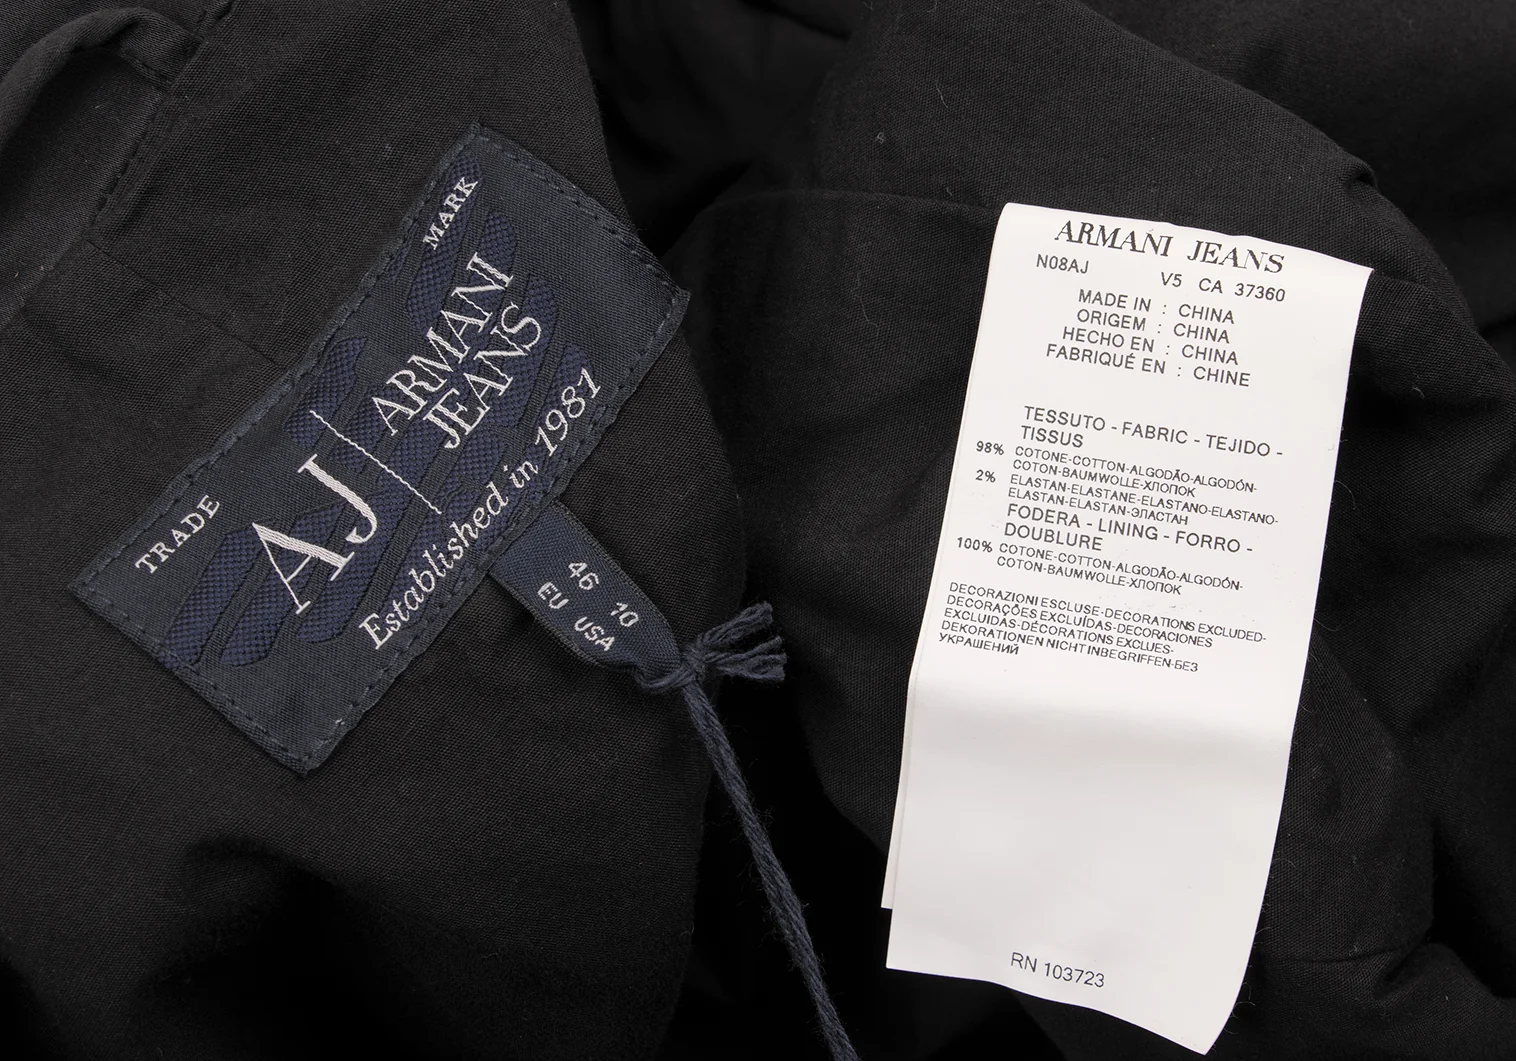 TRADE MARK
AJ
ARMANI
JEANS
Established in 1981
46 10
EU USA
ARMANI JEANS
N08AJ V5 CA 37360
MADE IN : CHINA
ORIGEM : CHINA
HECHO EN : CHINA
FABRIQUÉ EN : CHINE
TESSUTO - FABRIC - TEJIDO -
TISSUS
98% COTONE-COTTON-ALGODÃO-ALGODÓN-
COTON-BAUMWOLLE-ХЛОПОК
2% ELASTAN-ELASTANE-ELASTANO-ELASTANO-
ELASTAN-ELASTAN-ЭЛАСТАН
FODERA - LINING - FORRO -
DOUBLURE
100% COTONE-COTTON-ALGODÃO-ALGODÓN-
COTON-BAUMWOLLE-ХЛОПОК
DECORAZIONI ESCLUSE-DECORATIONS EXCLUDED-
DECORAÇÕES EXCLUÍDAS-DECORACIONES
EXCLUIDAS-DÉCORATIONS EXCLUES-
DEKORATIONEN NICHT INBEGRIFFEN-БЕЗ
УКРАШЕНИЙ
RN 103723